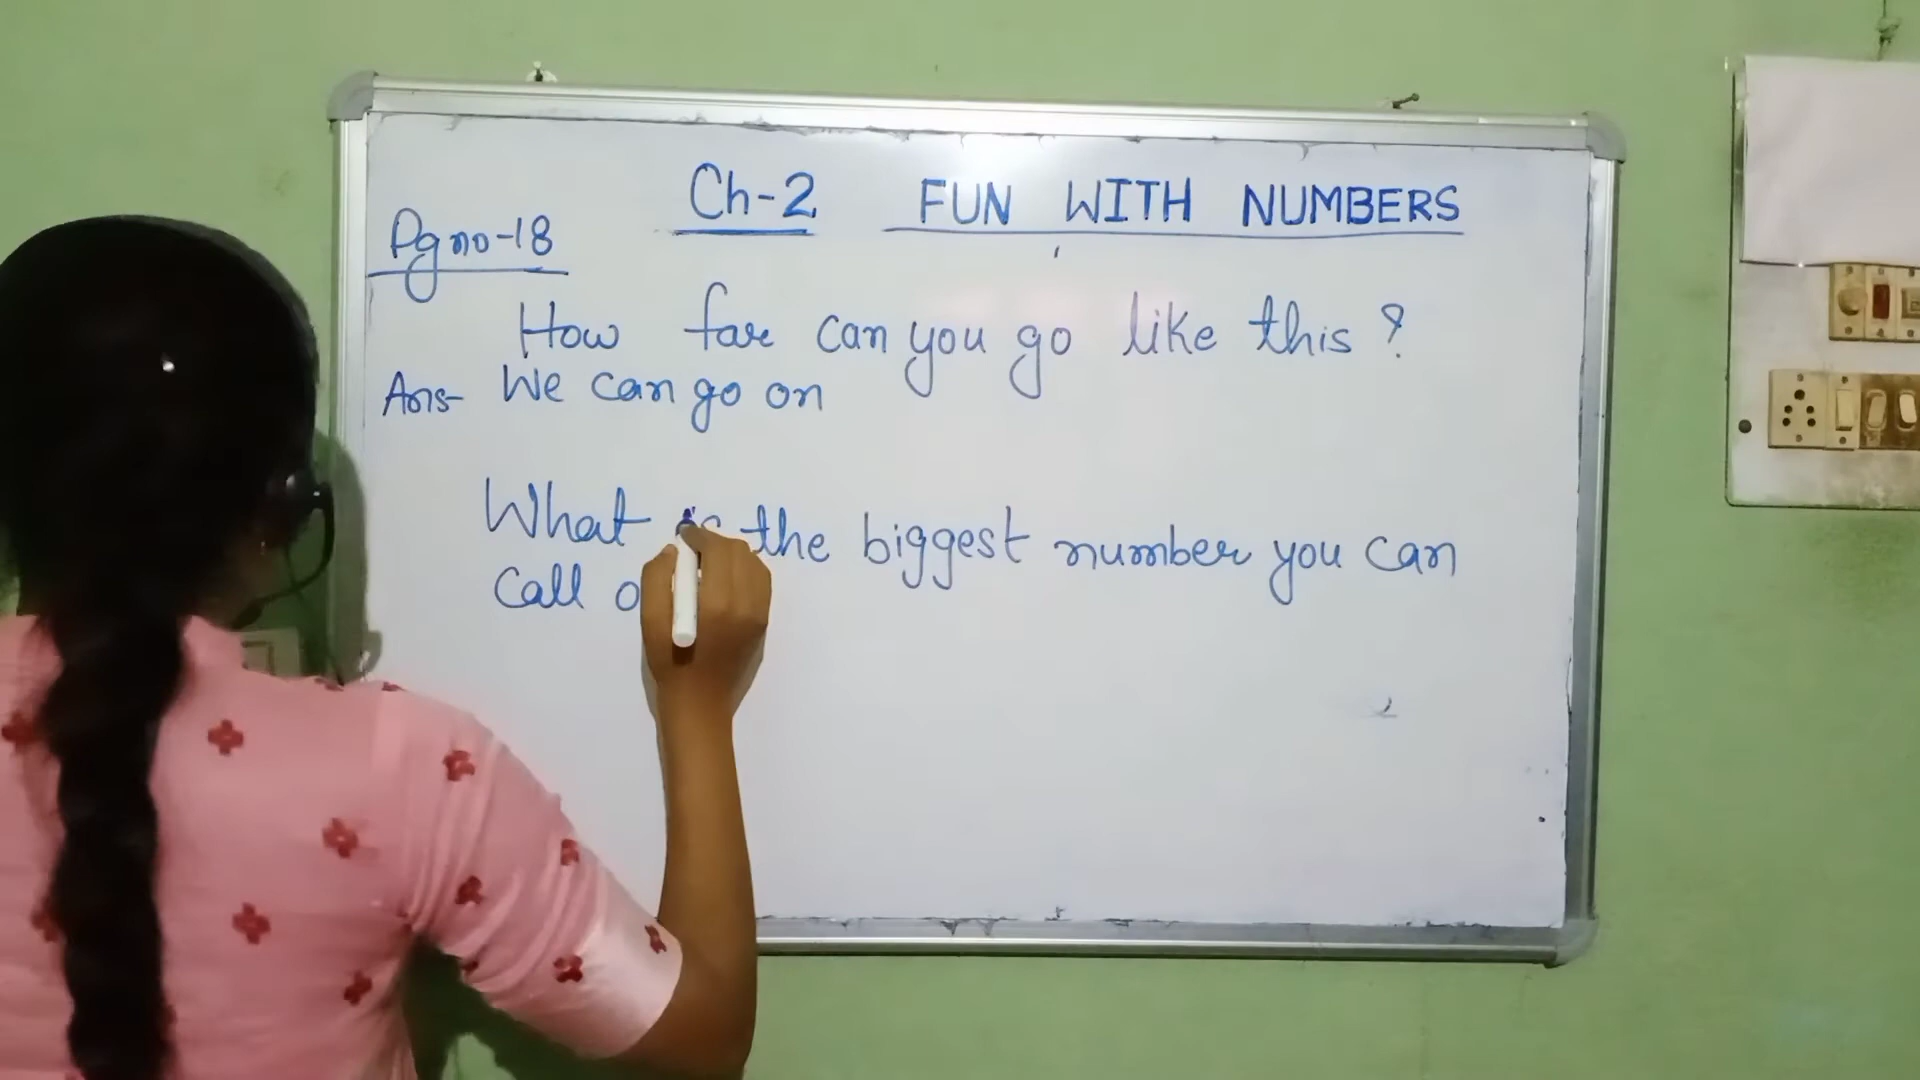 Ch-2 FUN WITH NUMBERS
Pg no-18
How far can you go like this?
Ans- We can go on
What is the biggest number you can
Call